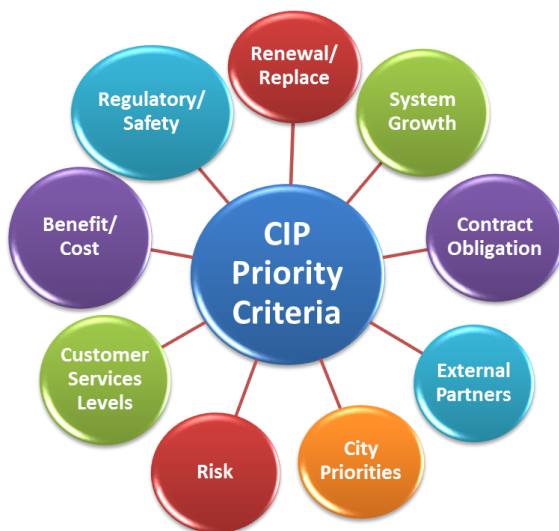 Renewal/
Replace
System
Growth
Contract
Obligation
External
Partners
City
Priorities
Risk
Customer
Services
Levels
Benefit/
Cost
Regulatory/
Safety
CIP
Priority
Criteria